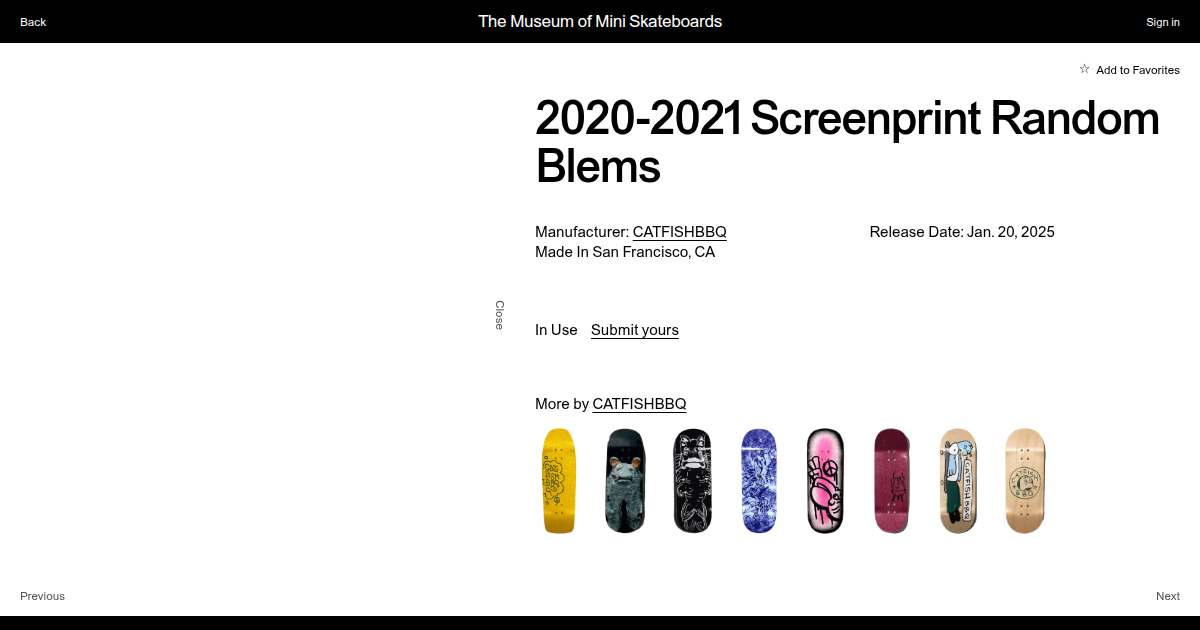 Back
The Museum of Mini Skateboards
Sign in
☆ Add to Favorites
2020-2021 Screenprint Random
Blems
Manufacturer: CATFISHBBQ
Release Date: Jan. 20, 2025
Made In San Francisco, CA
Close
In Use Submit yours
More by CATFISHBBQ
CATFISH BBQ
Previous
Next